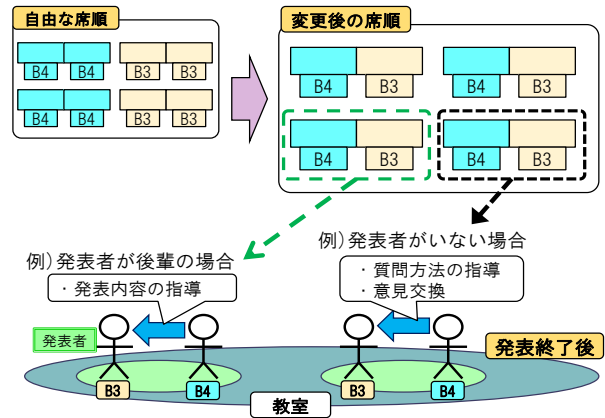 自由な席順
B4 B4 B3 B3
B4 B4 B3 B3
変更後の席順
B4 B3 B4 B3
B4 B3 B4 B3
例)発表者が後輩の場合
・発表内容の指導
例)発表者がいない場合
・質問方法の指導
・意見交換
発表者
発表終了後
B3 B4 B3 B4
教室